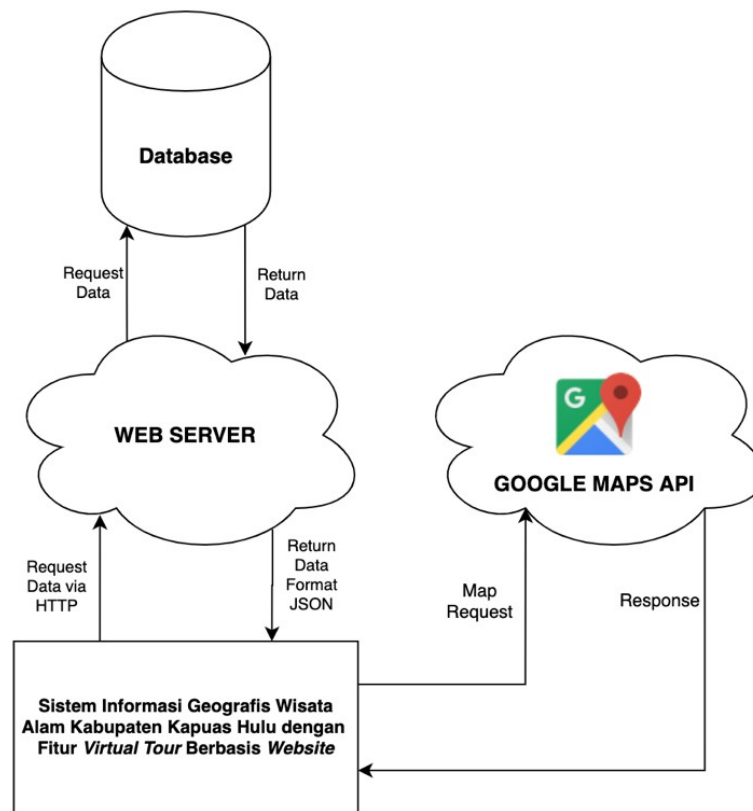 Database
Request
Data
Return
Data
WEB SERVER
G
GOOGLE MAPS API
Request
Data via
HTTP
Return
Data
Format
JSON
Map
Request
Response
Sistem Informasi Geografis Wisata
Alam Kabupaten Kapuas Hulu dengan
Fitur Virtual Tour Berbasis Website